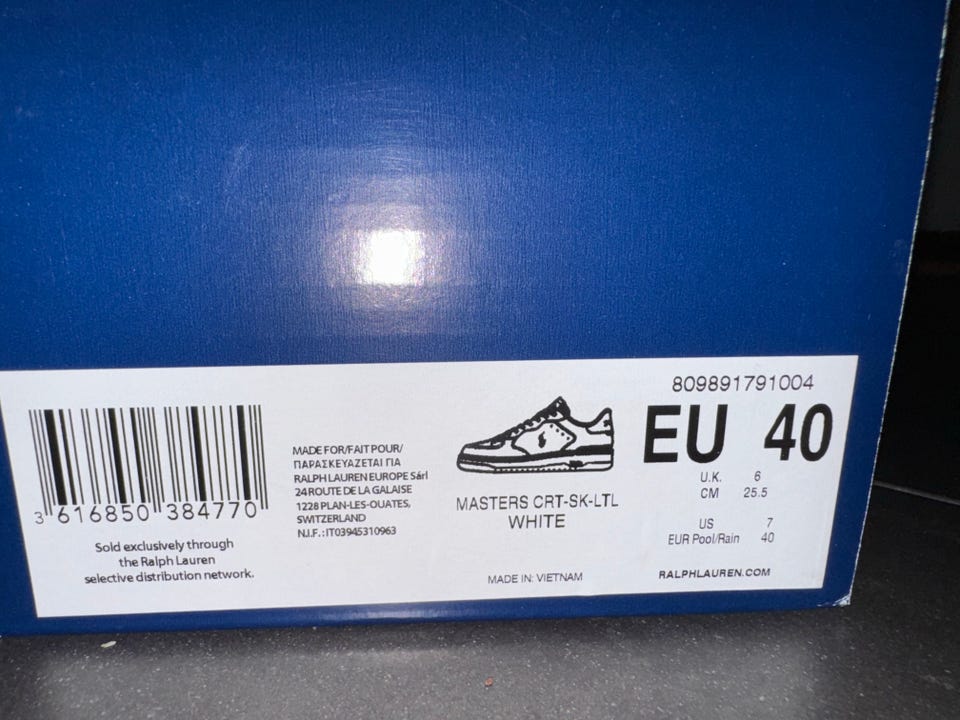 3 616850 384770
Sold exclusively through
the Ralph Lauren
selective distribution network.
MADE FOR/FAIT POUR/
ΠΑΡΑΣΚΕΥΑΖΕΤΑΙ ΓΙΑ
RALPH LAUREN EUROPE Sárl
24 ROUTE DE LA GALAISE
1228 PLAN-LES-OUATES,
SWITZERLAND
N.I.F.: IT03945310963
MASTERS CRT-SK-LTL
WHITE
MADE IN: VIETNAM
809891791004
EU 40
U.K. 6
CM 25.5
US 7
EUR Pool/Rain 40
RALPHLAUREN.COM